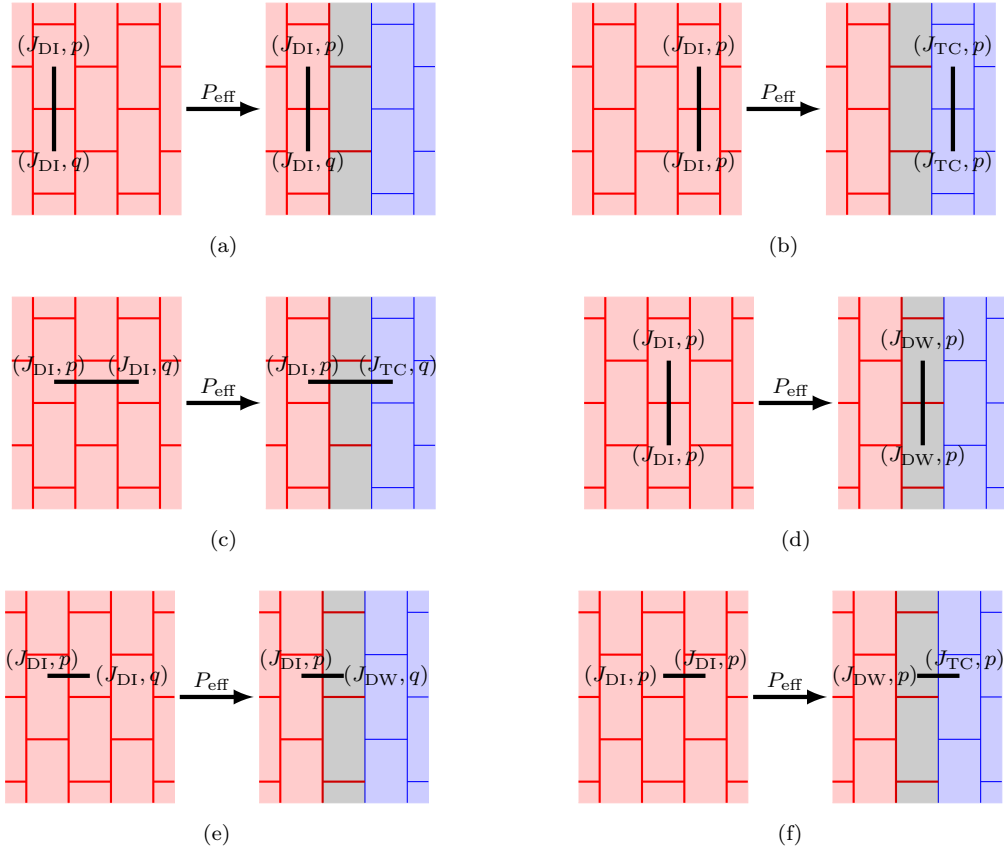 (J_DI, p) (J_DI, p)
P_eff
(J_DI, q) (J_DI, q)
(a)
(J_DI, p) (J_TC, p)
P_eff
(J_DI, p) (J_TC, p)
(b)
(J_DI, p) (J_DI, q) (J_DI, p) (J_TC, q)
P_eff
(c)
(J_DI, p) (J_DW, p)
P_eff
(J_DI, p) (J_DW, p)
(d)
(J_DI, p) (J_DI, p)
(J_DI, q) P_eff (J_DW, q)
(e)
(J_DI, p) (J_TC, p)
(J_DI, p) P_eff (J_DW, p)
(f)